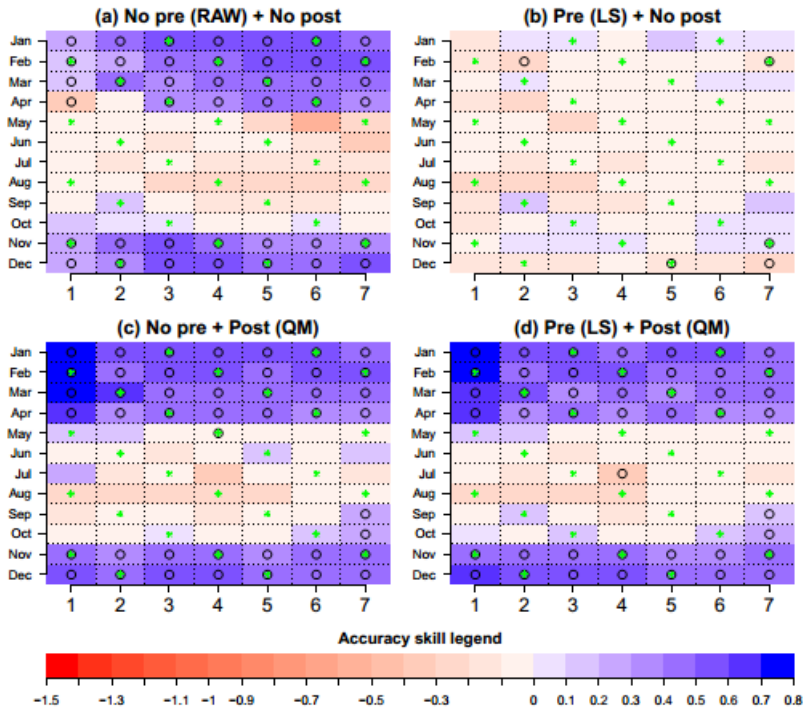 (a) No pre (RAW) + No post
(b) Pre (LS) + No post
Jan
Feb
Mar
Apr
May
Jun
Jul
Aug
Sep
Oct
Nov
Dec
1 2 3 4 5 6 7
Jan
Feb
Mar
Apr
May
Jun
Jul
Aug
Sep
Oct
Nov
Dec
1 2 3 4 5 6 7
(c) No pre + Post (QM)
(d) Pre (LS) + Post (QM)
Jan
Feb
Mar
Apr
May
Jun
Jul
Aug
Sep
Oct
Nov
Dec
1 2 3 4 5 6 7
Jan
Feb
Mar
Apr
May
Jun
Jul
Aug
Sep
Oct
Nov
Dec
1 2 3 4 5 6 7
Accuracy skill legend
−1.5 −1.3 −1.1 −1 −0.9 −0.7 −0.5 −0.3 0 0.1 0.2 0.3 0.4 0.5 0.6 0.7 0.8